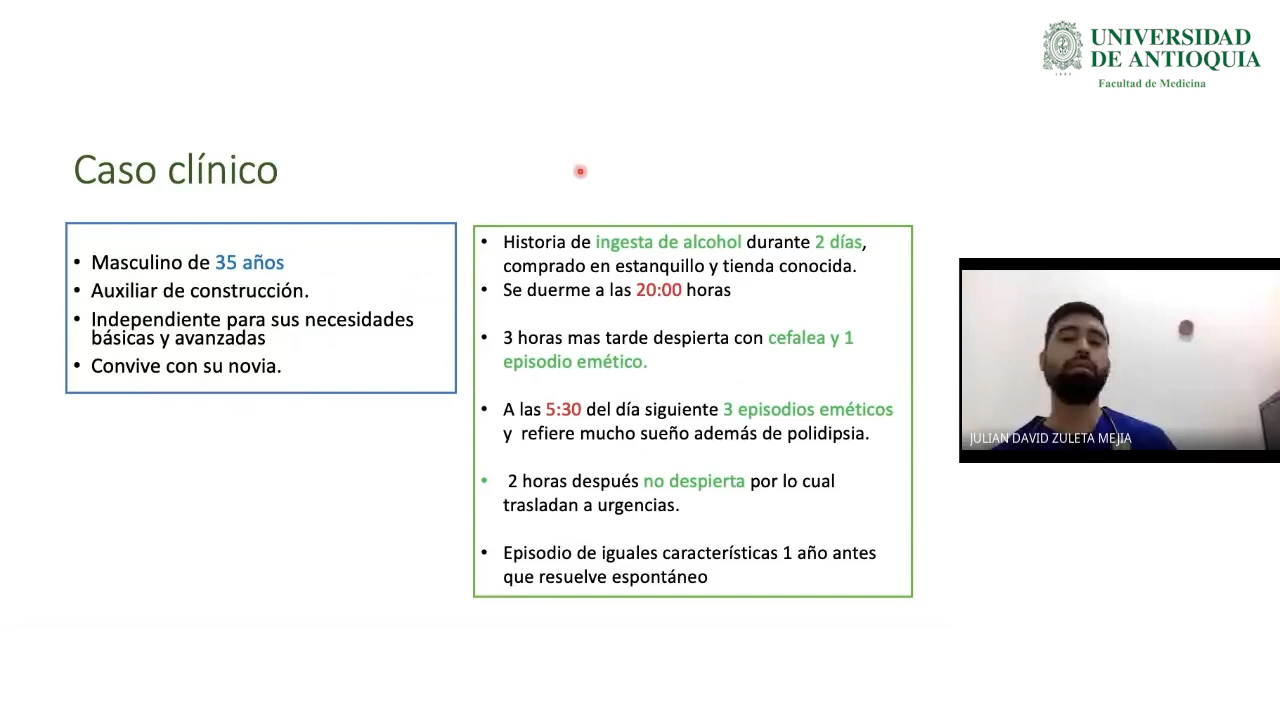 UNIVERSIDAD
DE ANTIOQUIA
Facultad de Medicina
Caso clínico
• Masculino de 35 años
• Auxiliar de construcción.
• Independiente para sus necesidades
básicas y avanzadas
• Convive con su novia.
• Historia de ingesta de alcohol durante 2 días,
comprado en estanquillo y tienda conocida.
• Se duerme a las 20:00 horas
• 3 horas mas tarde despierta con cefalea y 1
episodio emético.
• A las 5:30 del día siguiente 3 episodios eméticos
y refiere mucho sueño además de polidipsia.
• 2 horas después no despierta por lo cual
trasladan a urgencias.
• Episodio de iguales características 1 año antes
que resuelve espontáneo
JULIAN DAVID ZULETA MEJIA